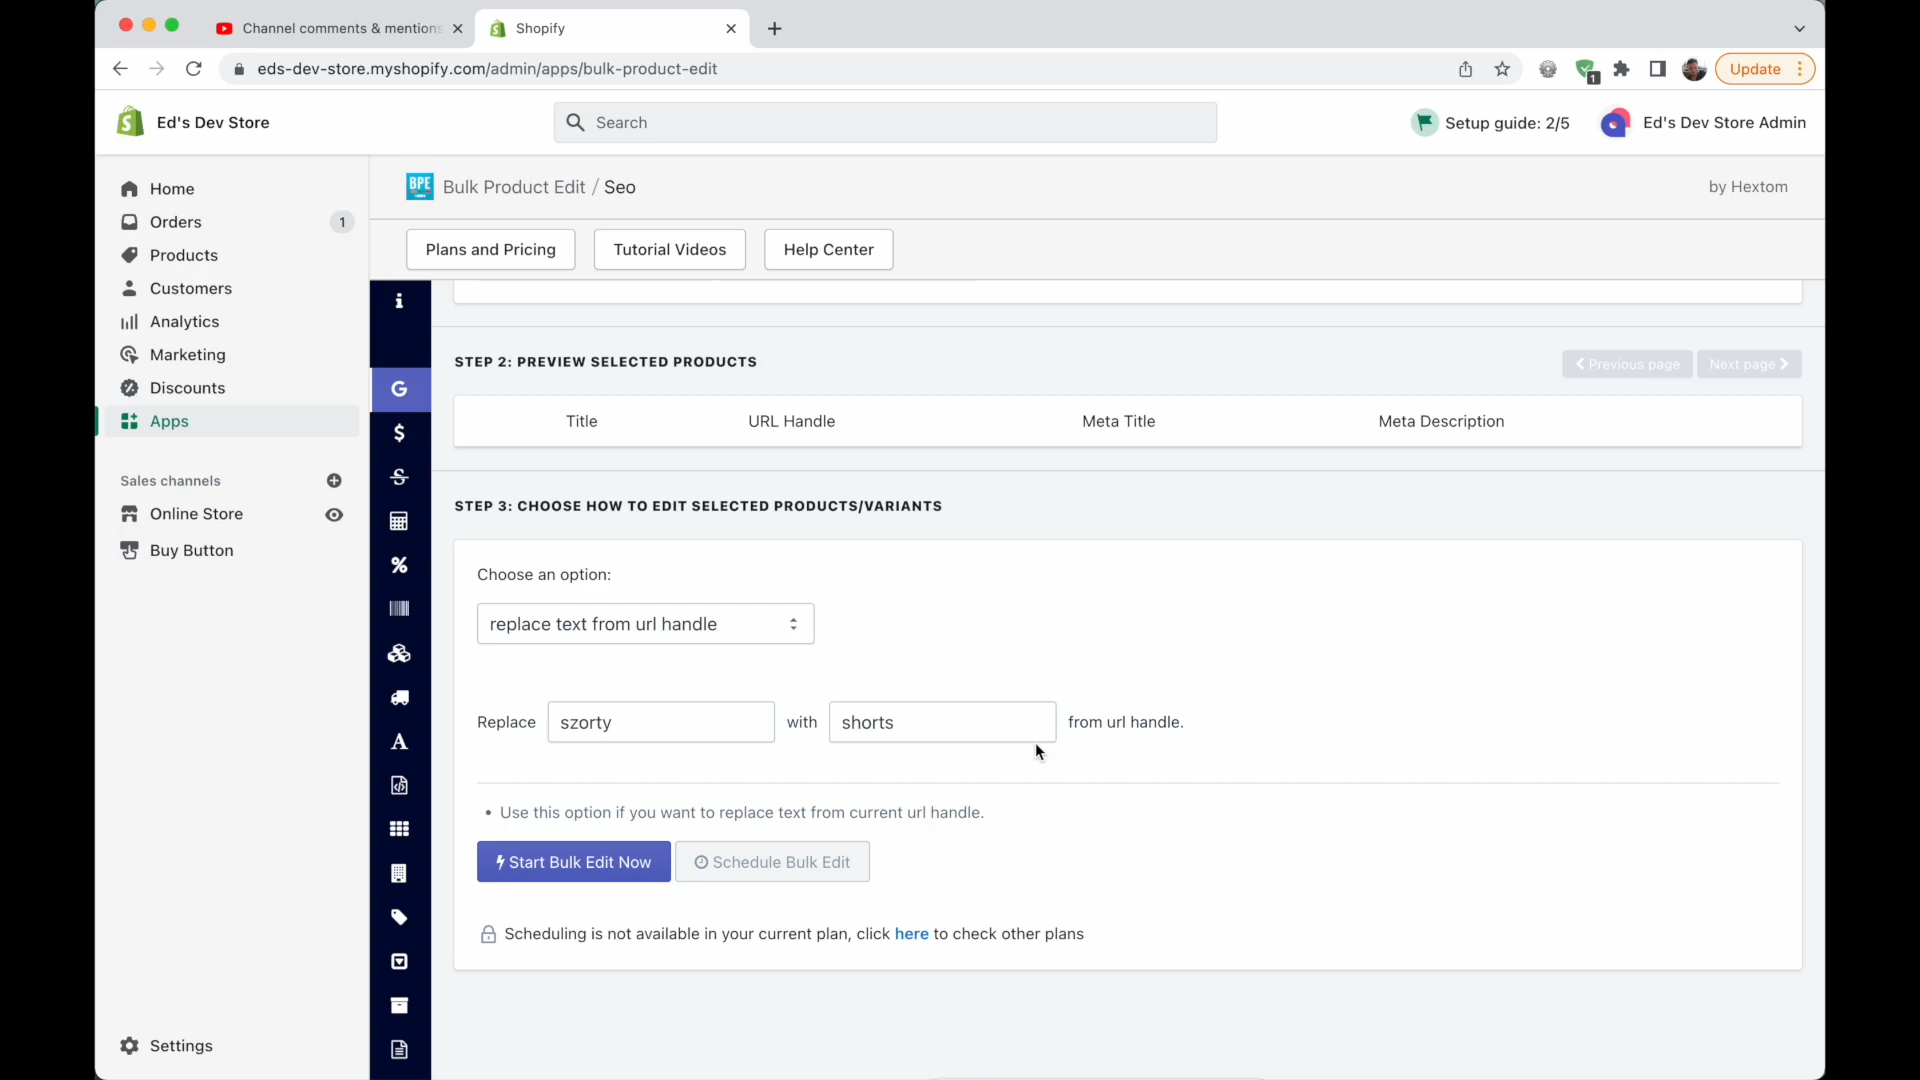 Channel comments & mentions
Shopify
eds-dev-store.myshopify.com/admin/apps/bulk-product-edit
1
Update
Ed's Dev Store
Search
Setup guide: 2/5
Ed's Dev Store Admin
Home
Orders
1
Products
Customers
Analytics
Marketing
Discounts
Apps
Sales channels
Online Store
Buy Button
Settings
BPE
Bulk Product Edit / Seo
by Hextom
Plans and Pricing
Tutorial Videos
Help Center
STEP 2: PREVIEW SELECTED PRODUCTS
Previous page
Next page
Title
URL Handle
Meta Title
Meta Description
STEP 3: CHOOSE HOW TO EDIT SELECTED PRODUCTS/VARIANTS
Choose an option:
replace text from url handle
Replace szorty with shorts from url handle.
• Use this option if you want to replace text from current url handle.
Start Bulk Edit Now
Schedule Bulk Edit
Scheduling is not available in your current plan, click here to check other plans